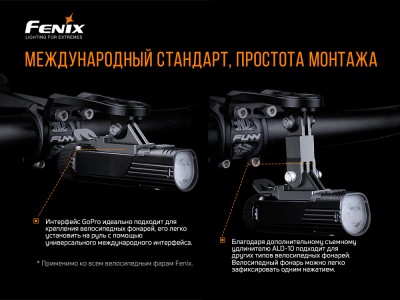 FENIX
LIGHTING FOR EXTREMES
МЕЖДУНАРОДНЫЙ СТАНДАРТ, ПРОСТОТА МОНТАЖА
FUNN
FUNN
Интерфейс GoPro идеально подходит для
крепления велосипедных фонарей, его легко
установить на руль с помощью
универсального международного интерфейса.
Благодаря дополнительному съемному
удлинителю ALD-10 подходит для
других типов велосипедных фонарей.
Велосипедный фонарь можно легко
зафиксировать одним нажатием.
* Применимо ко всем велосипедным фарам Fenix.